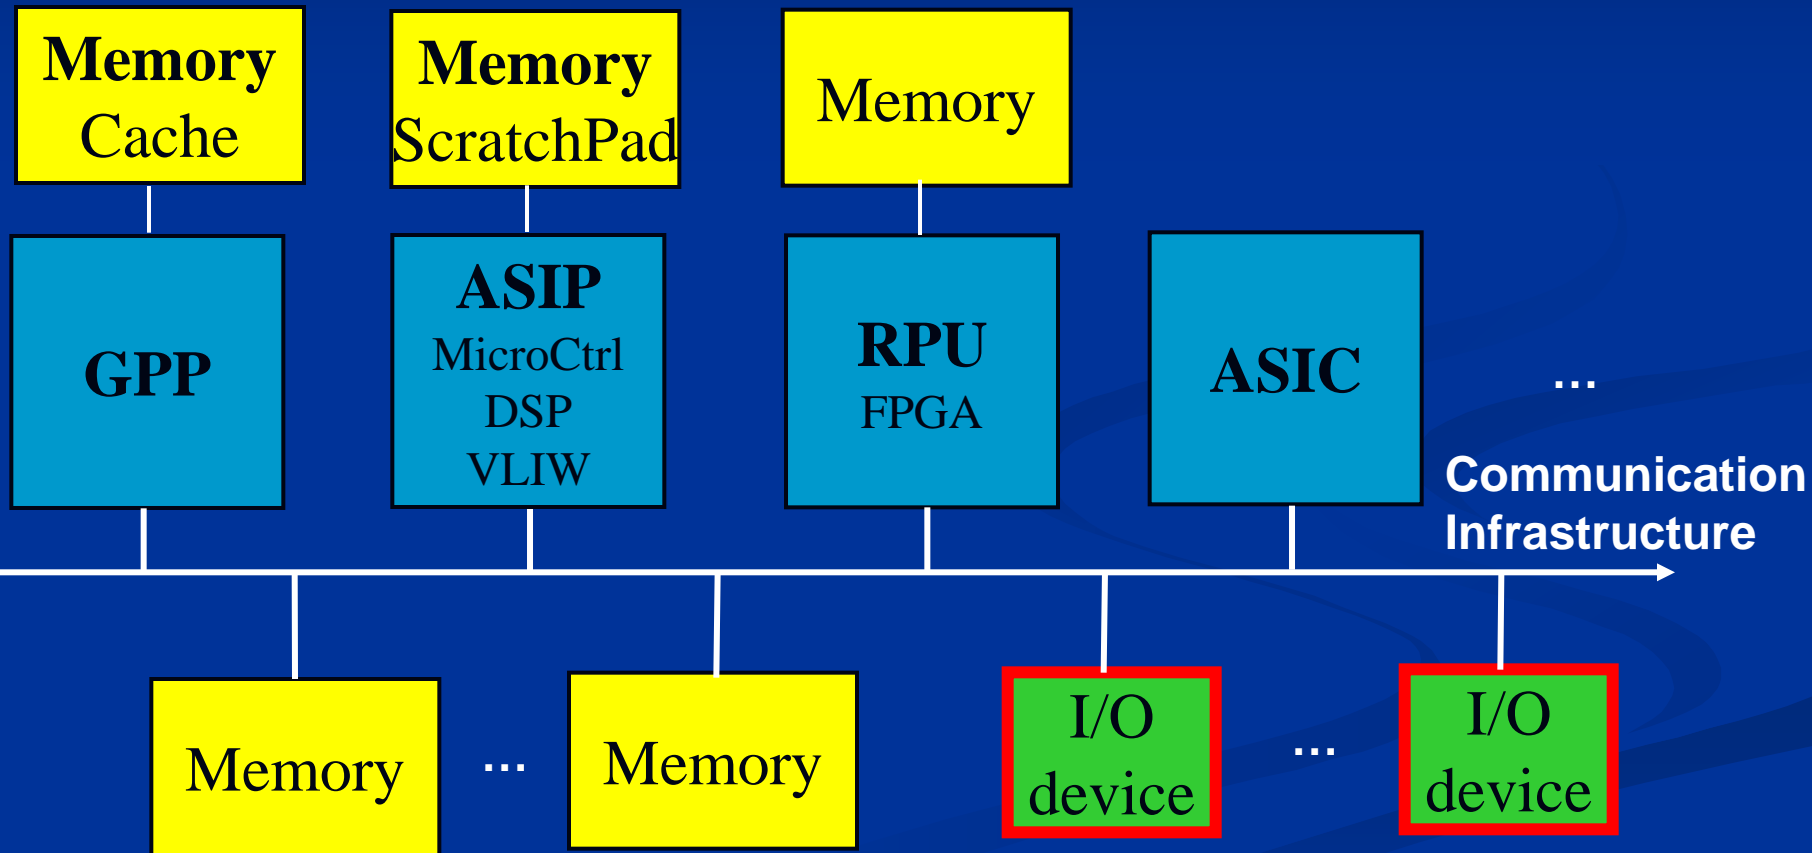 Memory
Cache
Memory
ScratchPad
Memory
GPP
ASIP
MicroCtrl
DSP
VLIW
RPU
FPGA
ASIC
...
Communication
Infrastructure
Memory
...
Memory
I/O
device
...
I/O
device